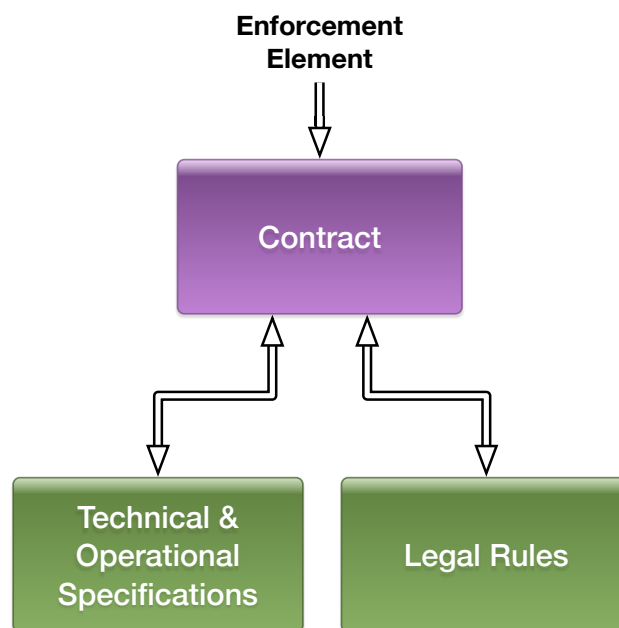 Enforcement
Element
Contract
Technical &
Operational
Specifications
Legal Rules